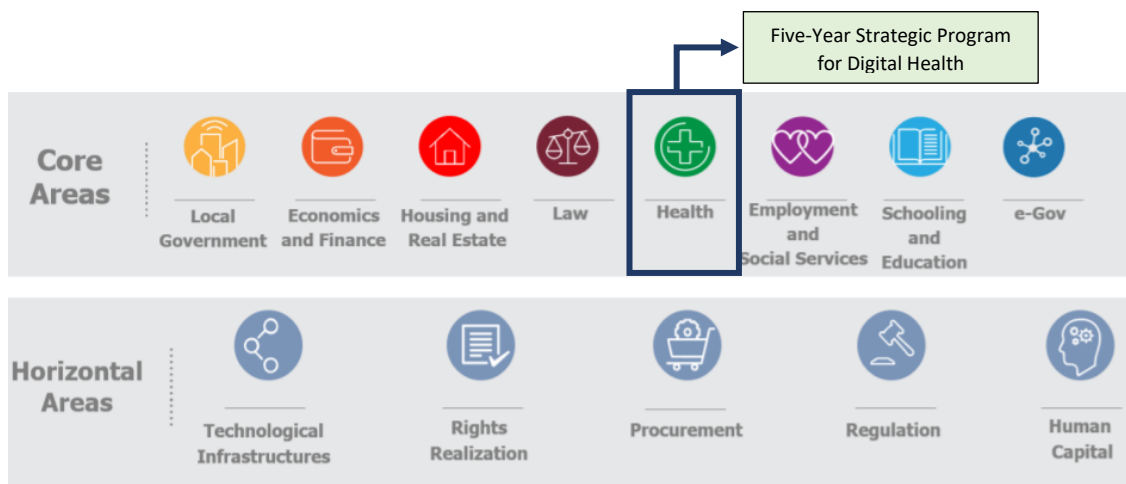 Five-Year Strategic Program
for Digital Health
Core
Areas
Local
Government
Economics
and Finance
Housing and
Real Estate
Law
Health
Employment
and
Social Services
Schooling
and
Education
e-Gov
Horizontal
Areas
Technological
Infrastructures
Rights
Realization
Procurement
Regulation
Human
Capital